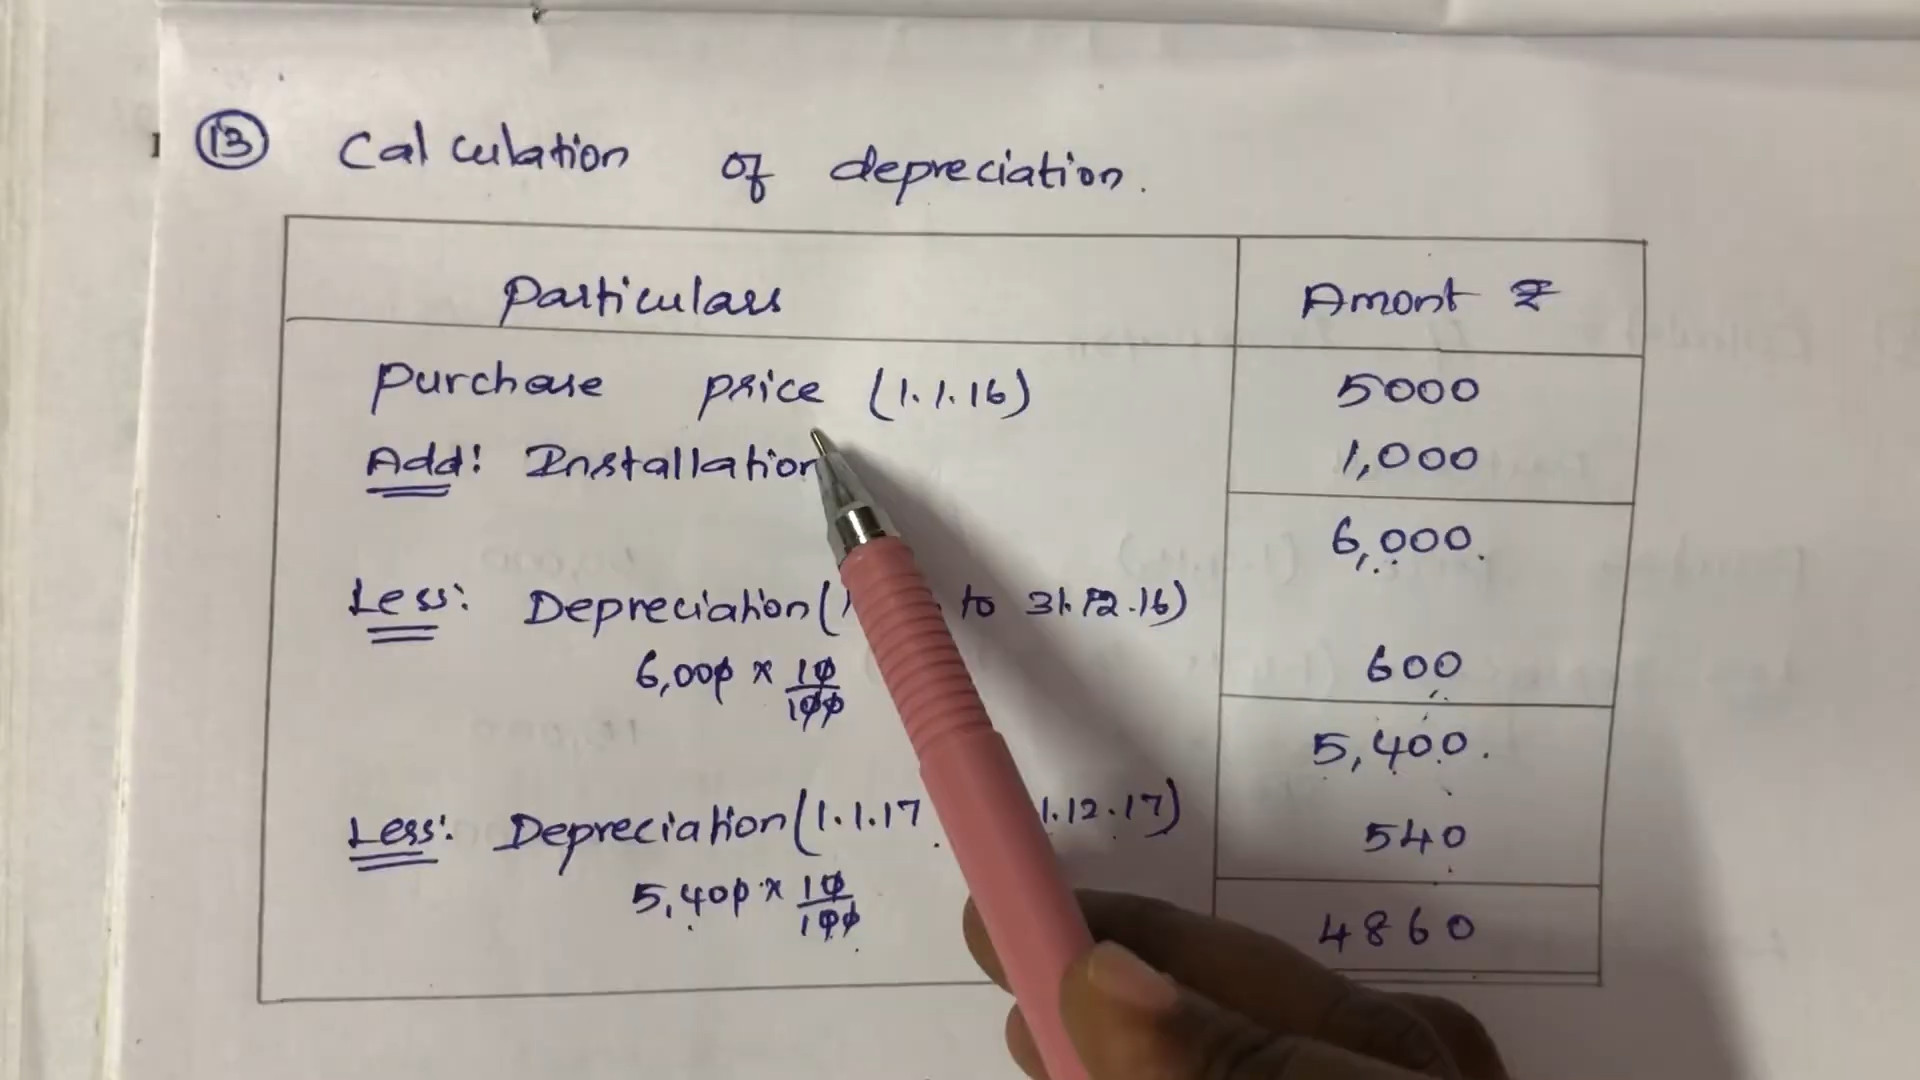 13 Calculation of depreciation.
Particulars Amont ₹
Purchase price (1.1.16) 5000
Add: Installation 1,000
6,000.
Less: Depreciation ( to 31.12.16)
6,000 x 10/100 600
5,400.
Less: Depreciation (1.1.17 1.12.17) 540
5,400 x 10/100
4860